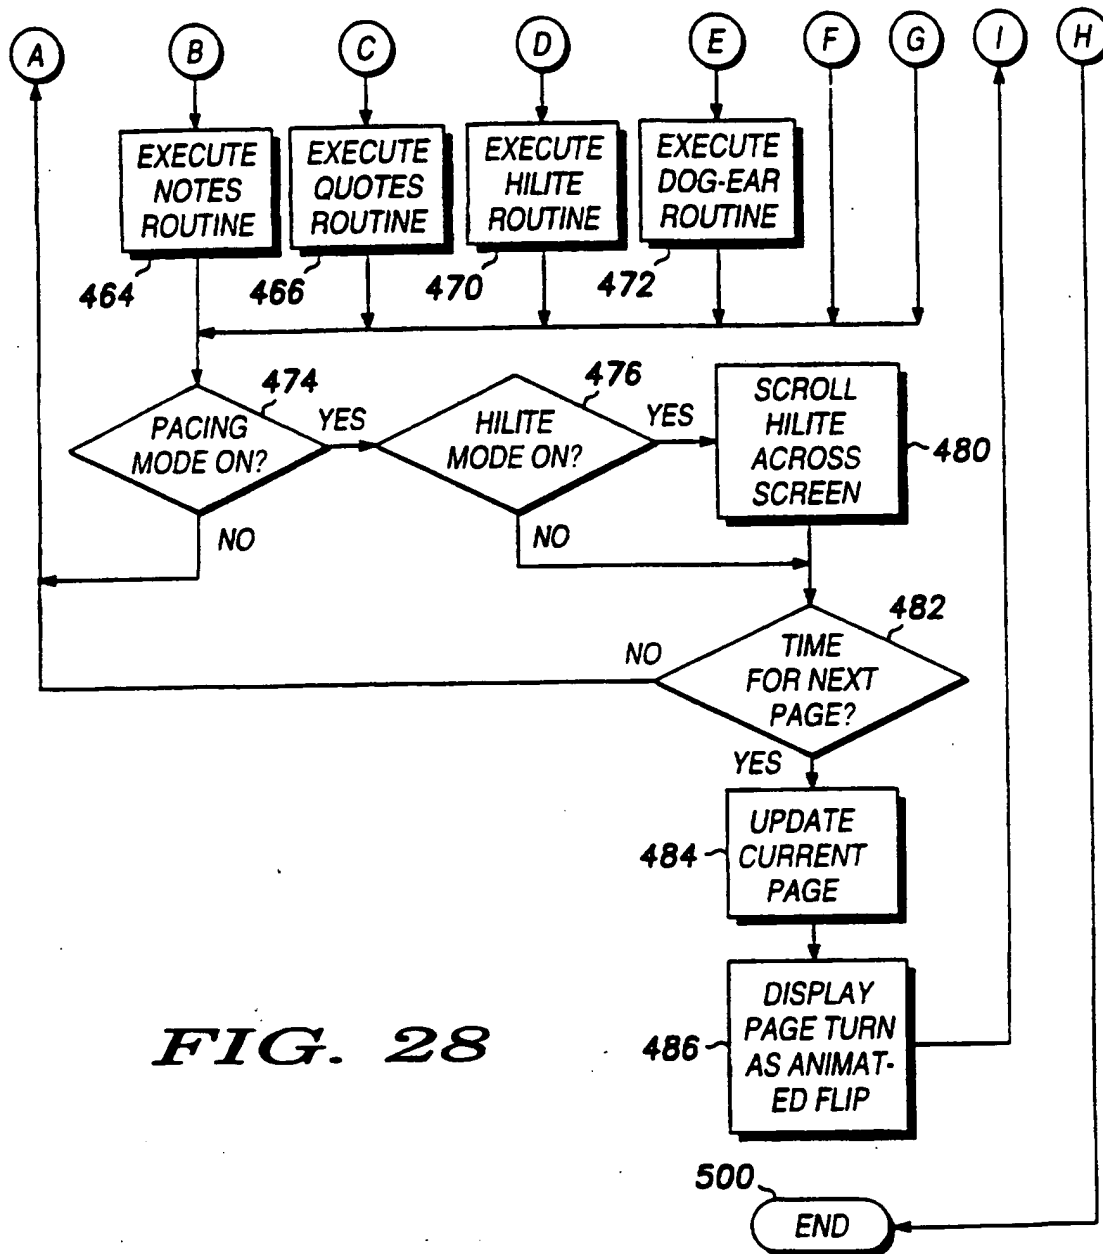 A
B
C
D
E
F
G
I
H
EXECUTE
NOTES
ROUTINE
464
EXECUTE
QUOTES
ROUTINE
466
EXECUTE
HILITE
ROUTINE
470
EXECUTE
DOG-EAR
ROUTINE
472
PACING
MODE ON?
474
YES
NO
HILITE
MODE ON?
476
YES
NO
SCROLL
HILITE
ACROSS
SCREEN
480
TIME
FOR NEXT
PAGE?
482
NO
YES
UPDATE
CURRENT
PAGE
484
DISPLAY
PAGE TURN
AS ANIMAT-
ED FLIP
486
FIG. 28
500
END